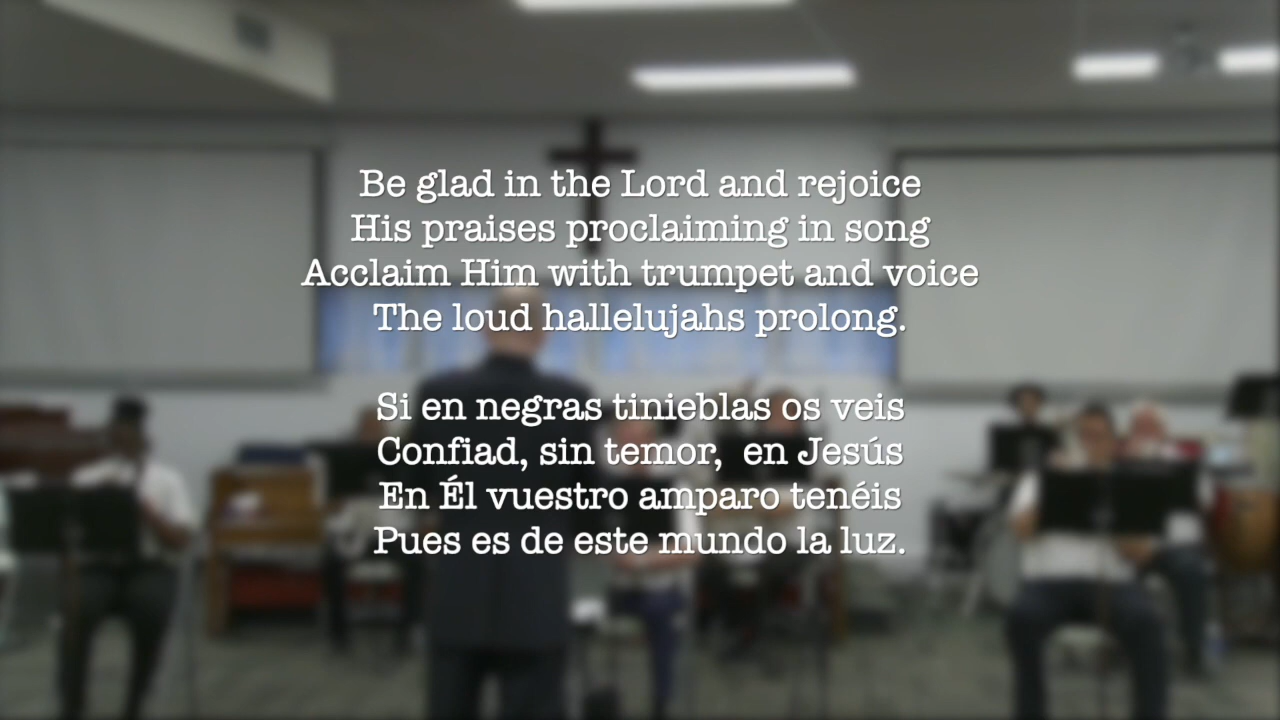 Be glad in the Lord and rejoice
His praises proclaiming in song
Acclaim Him with trumpet and voice
The loud hallelujahs prolong.
Si en negras tinieblas os veis
Confiad, sin temor,  en Jesús
En Él vuestro amparo tenéis
Pues es de este mundo la luz.